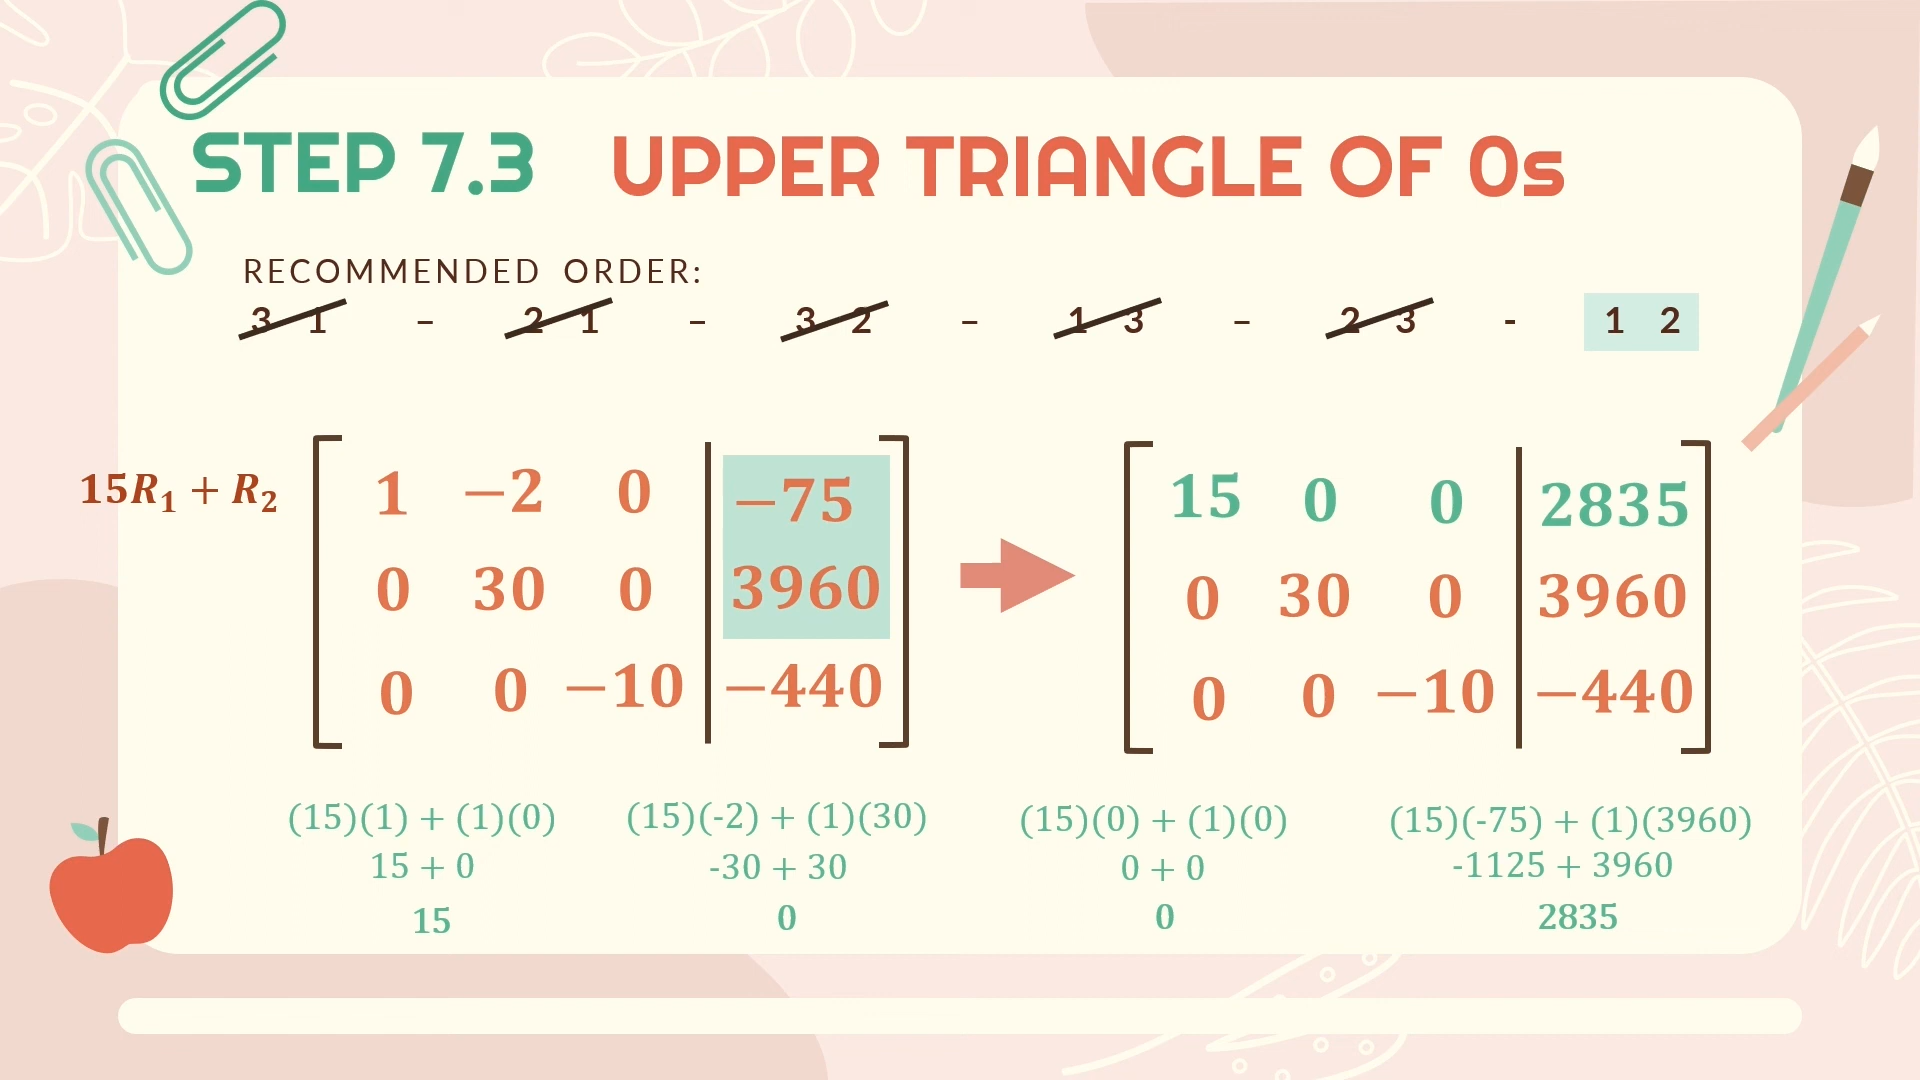 STEP 7.3 UPPER TRIANGLE OF 0s
RECOMMENDED ORDER:
3 1 – 2 1 – 3 2 – 1 3 – 2 3 - 1 2
15R₁ + R₂
1 −2 0 −75
0 30 0 3960
0 0 −10 −440
15 0 0 2835
0 30 0 3960
0 0 −10 −440
(15)(1) + (1)(0)
15 + 0
15
(15)(-2) + (1)(30)
-30 + 30
0
(15)(0) + (1)(0)
0 + 0
0
(15)(-75) + (1)(3960)
-1125 + 3960
2835